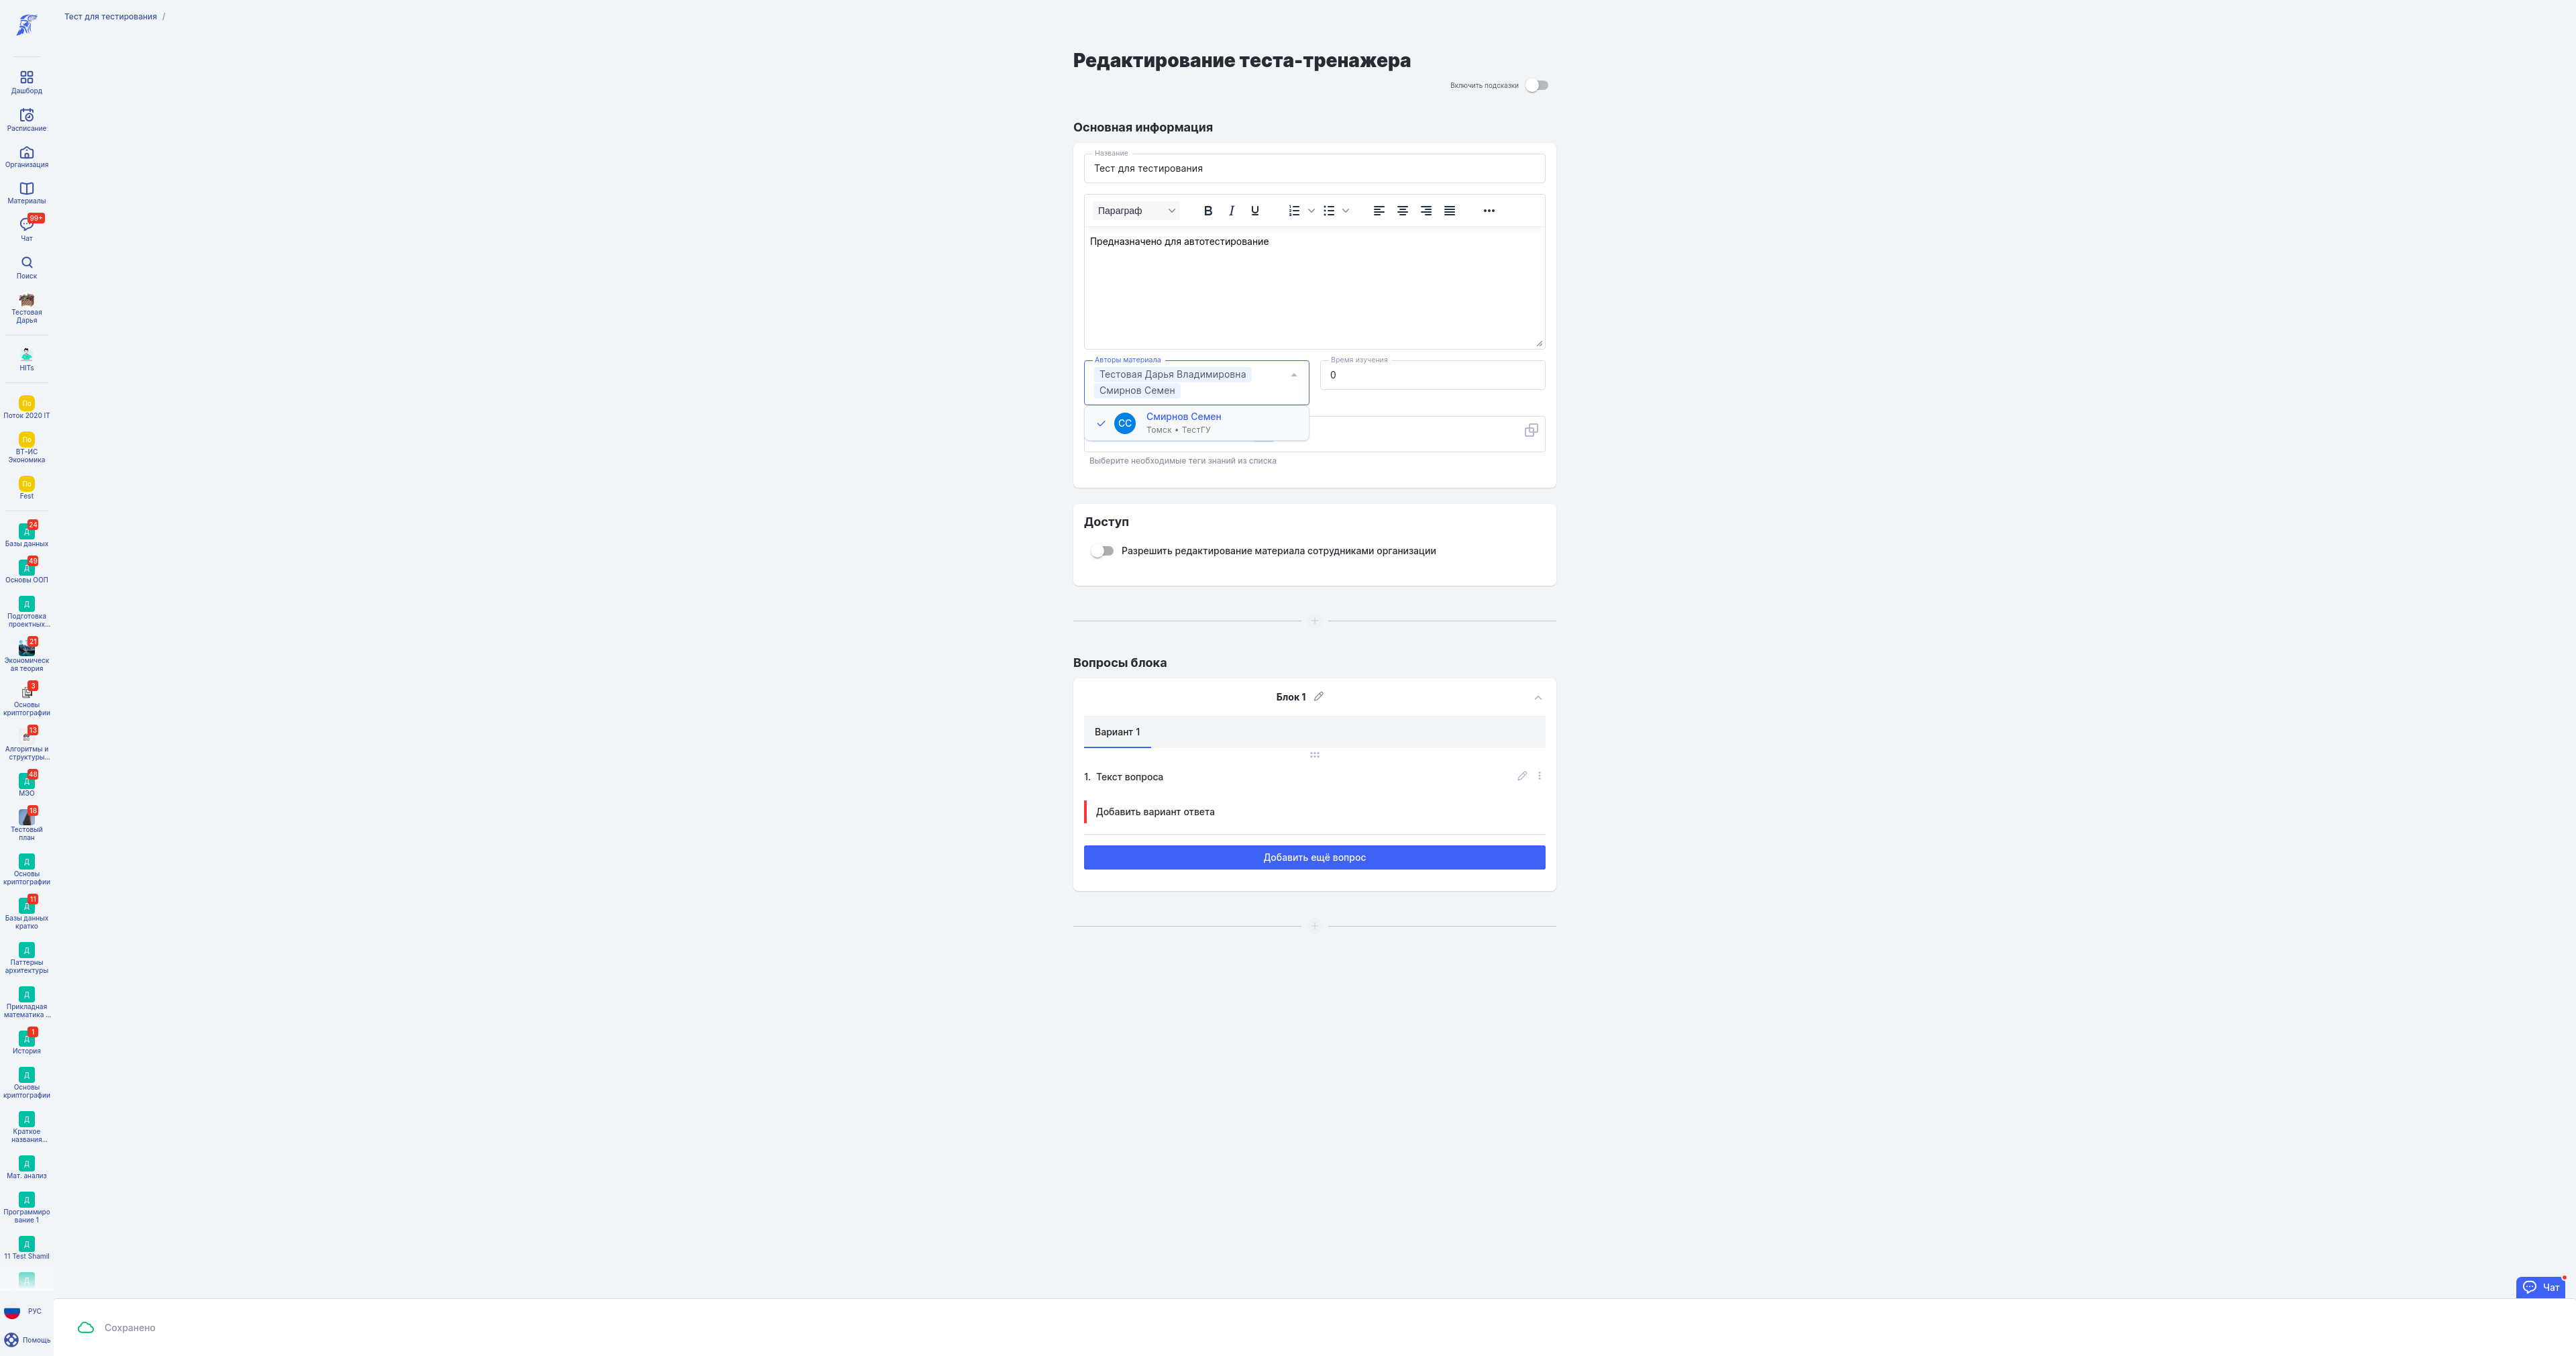 Тест для тестирования /
Дашборд
Расписание
Организация
Материалы
99+
Чат
Поиск
Тестовая
Дарья
HITs
По
Поток 2020 IT
По
ВТ-ИС
Экономика
По
Fest
24
Д
Базы данных
49
Д
Основы ООП
Д
Подготовка
проектных...
21
Экономическ
ая теория
3
Основы
криптографии
13
Алгоритмы и
структуры...
48
Д
МЭО
18
Тестовый
план
Д
Основы
криптографии
11
Д
Базы данных
кратко
Д
Паттерны
архитектуры
Д
Прикладная
математика ...
1
Д
История
Д
Основы
криптографии
Д
Краткое
названия...
Д
Мат. анализ
Д
Программиро
вание 1
Д
11 Test Shamil
Д
РУС
Помощь
Редактирование теста-тренажера
Включить подсказки
Основная информация
Название
Тест для тестирования
Параграф
B I U
Предназначено для автотестирование
Авторы материала
Тестовая Дарья Владимировна
Смирнов Семен
Время изучения
0
СС
Смирнов Семен
Томск • ТестГУ
Выберите необходимые теги знаний из списка
Доступ
Разрешить редактирование материала сотрудниками организации
Вопросы блока
Блок 1
Вариант 1
1. Текст вопроса
Добавить вариант ответа
Добавить ещё вопрос
Чат
Сохранено